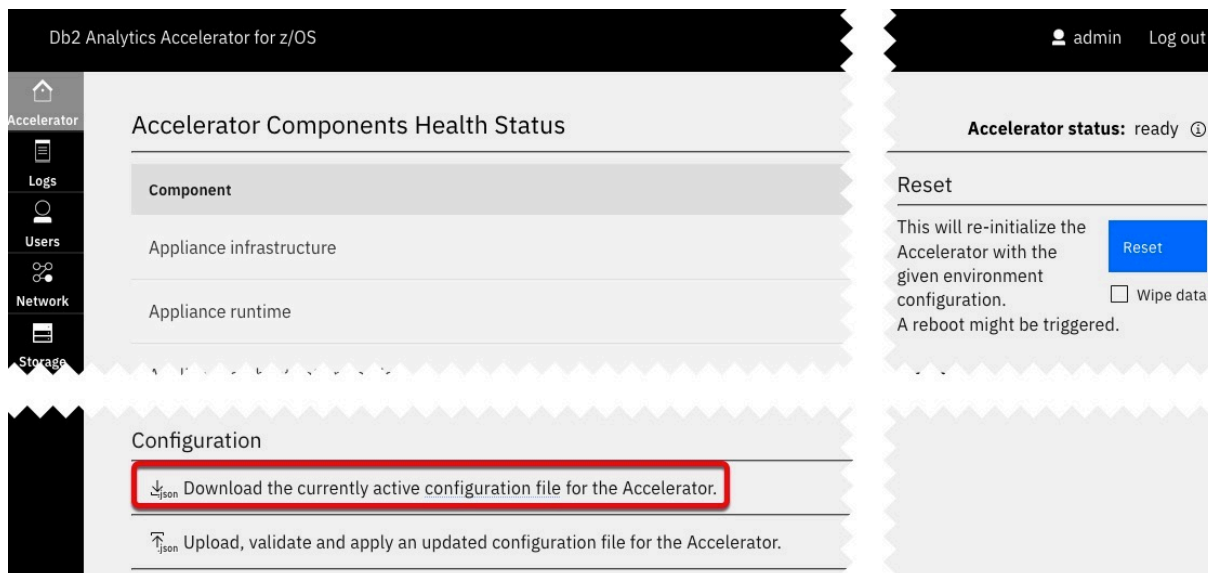 Db2 Analytics Accelerator for z/OS
admin Log out
Accelerator
Logs
Users
Network
Storage
Accelerator Components Health Status
Component
Appliance infrastructure
Appliance runtime
Accelerator status: ready
Reset
This will re-initialize the
Accelerator with the
given environment
configuration.
A reboot might be triggered.
Reset
Wipe data
Configuration
.json Download the currently active configuration file for the Accelerator.
.json Upload, validate and apply an updated configuration file for the Accelerator.